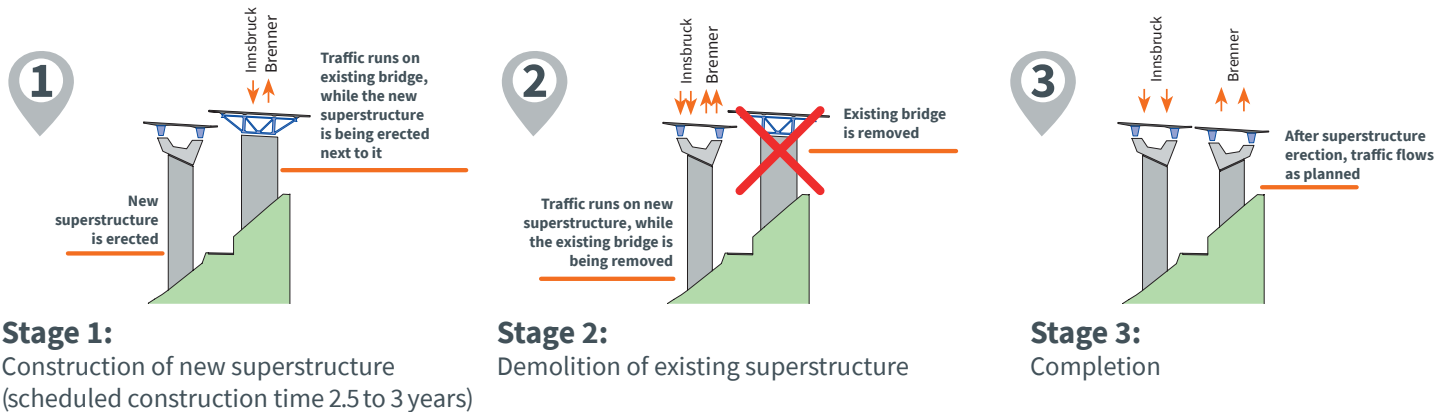 1
Innsbruck
Brenner
Traffic runs on
existing bridge,
while the new
superstructure
is being erected
next to it
New
superstructure
is erected
Stage 1:
Construction of new superstructure
(scheduled construction time 2.5 to 3 years)
2
Innsbruck
Brenner
Existing bridge
is removed
Traffic runs on new
superstructure, while
the existing bridge is
being removed
Stage 2:
Demolition of existing superstructure
3
Innsbruck
Brenner
After superstructure
erection, traffic flows
as planned
Stage 3:
Completion